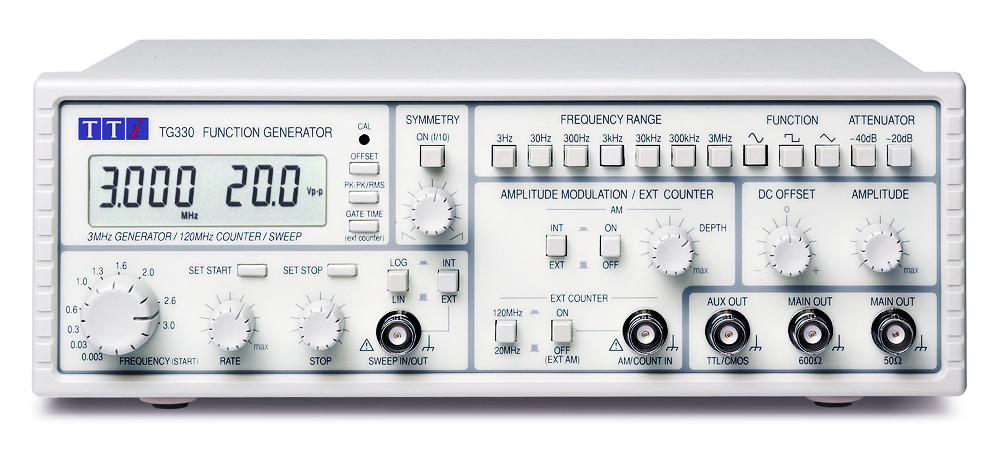 TTi TG330 FUNCTION GENERATOR
CAL
OFFSET
PK-PK/RMS
GATE TIME
(ext counter)
3.000 20.0 Vp-p
MHz
3MHz GENERATOR / 120MHz COUNTER / SWEEP
SYMMETRY
ON (f/10)
FREQUENCY RANGE
3Hz 30Hz 300Hz 3kHz 30kHz 300kHz 3MHz
FUNCTION
ATTENUATOR
-40dB -20dB
AMPLITUDE MODULATION / EXT COUNTER
AM
INT
EXT
ON
OFF
DEPTH
max
DC OFFSET
0
- +
AMPLITUDE
max
SET START
SET STOP
LOG
LIN
INT
EXT
0.003
0.03
0.3
0.6
1.0
1.3
1.6
2.0
2.6
3.0
FREQUENCY (START)
RATE
max
STOP
SWEEP IN/OUT
EXT COUNTER
120MHz
20MHz
ON
OFF
(EXT AM)
AM/COUNT IN
AUX OUT
TTL/CMOS
MAIN OUT
600Ω
MAIN OUT
50Ω